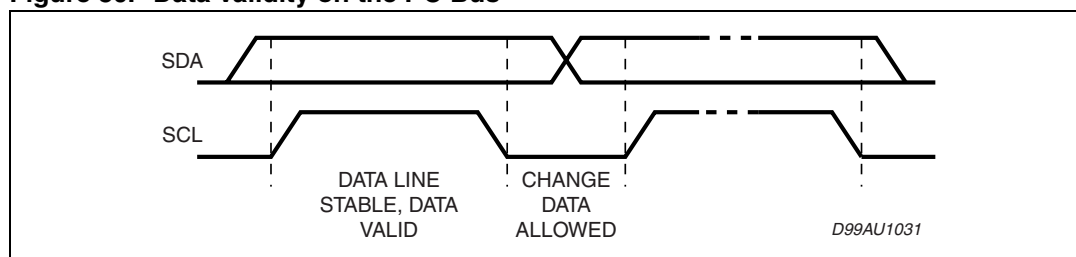 SDA
SCL
DATA LINE
STABLE, DATA
VALID
CHANGE
DATA
ALLOWED
D99AU1031